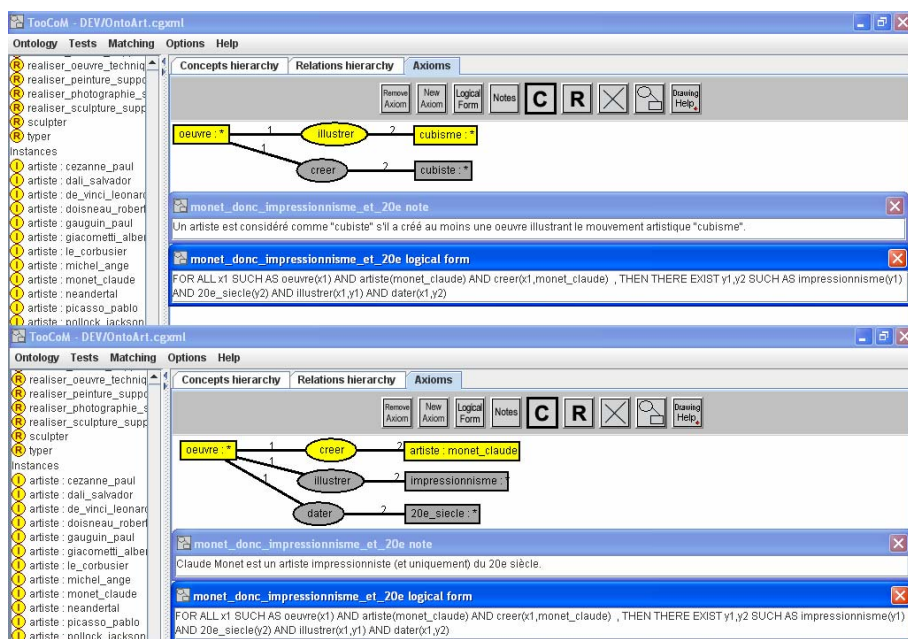 TooCoM - DEV/OntoArt.cgxml
Ontology Tests Matching Options Help
R realiser_oeuvre_technique
R realiser_peinture_suppo
R realiser_photographie_s
R realiser_sculpture_supp
R sculpter
R typer
Instances
I artiste : cezanne_paul
I artiste : dali_salvador
I artiste : de_vinci_leonard
I artiste : doisneau_robert
I artiste : gauguin_paul
I artiste : giacometti_alber
I artiste : le_corbusier
I artiste : michel_ange
I artiste : monet_claude
I artiste : neandertal
I artiste : picasso_pablo
I artiste : pollock_jackson
Concepts hierarchy Relations hierarchy Axioms
Remove Axiom New Axiom Logical Form Notes C R Drawing Help
oeuvre : * 1 illustrer 2 cubisme : *
1 creer 2 cubiste : *
monet_donc_impressionnisme_et_20e note
Un artiste est considéré comme "cubiste" s'il a créé au moins une oeuvre illustrant le mouvement artistique "cubisme".
monet_donc_impressionnisme_et_20e logical form
FOR ALL x1 SUCH AS oeuvre(x1) AND artiste(monet_claude) AND creer(x1,monet_claude) , THEN THERE EXIST y1,y2 SUCH AS impressionnisme(y1)
AND 20e_siecle(y2) AND illustrer(x1,y1) AND dater(x1,y2)
TooCoM - DEV/OntoArt.cgxml
Ontology Tests Matching Options Help
R realiser_oeuvre_techniq
R realiser_peinture_suppo
R realiser_photographie_s
R realiser_sculpture_supp
R sculpter
R typer
Instances
I artiste : cezanne_paul
I artiste : dali_salvador
I artiste : de_vinci_leonard
I artiste : doisneau_robert
I artiste : gauguin_paul
I artiste : giacometti_alber
I artiste : le_corbusier
I artiste : michel_ange
I artiste : monet_claude
I artiste : neandertal
I artiste : picasso_pablo
I artiste : pollock_jackson
Concepts hierarchy Relations hierarchy Axioms
Remove Axiom New Axiom Logical Form Notes C R Drawing Help
oeuvre : * 1 creer 2 artiste : monet_claude
1 illustrer 2 impressionnisme : *
1 dater 2 20e_siecle : *
monet_donc_impressionnisme_et_20e note
Claude Monet est un artiste impressionniste (et uniquement) du 20e siècle.
monet_donc_impressionnisme_et_20e logical form
FOR ALL x1 SUCH AS oeuvre(x1) AND artiste(monet_claude) AND creer(x1,monet_claude) , THEN THERE EXIST y1,y2 SUCH AS impressionnisme(y1)
AND 20e_siecle(y2) AND illustrer(x1,y1) AND dater(x1,y2)